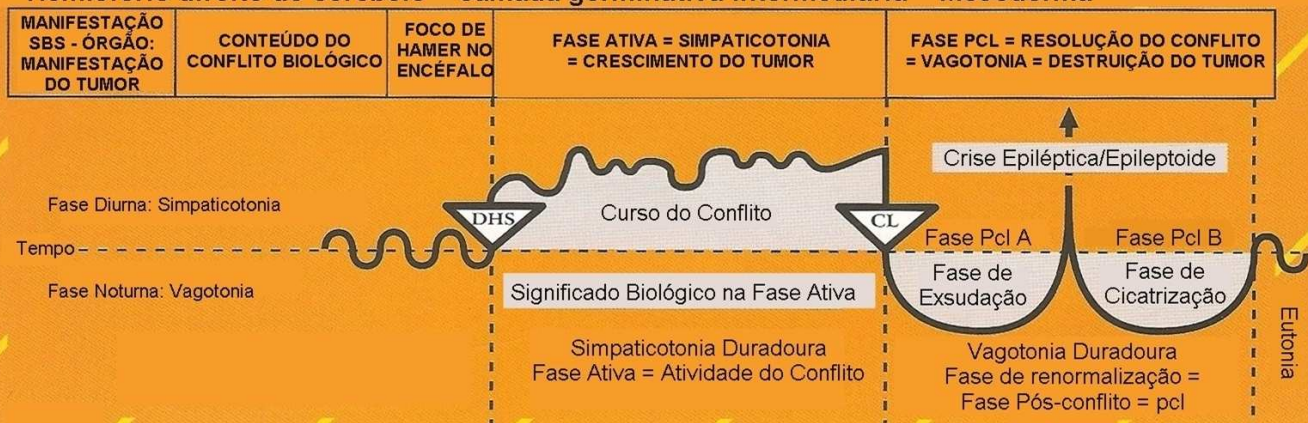 MANIFESTAÇÃO
SBS - ÓRGÃO:
MANIFESTAÇÃO
DO TUMOR
CONTEÚDO DO
CONFLITO BIOLÓGICO
FOCO DE
HAMER NO
ENCÉFALO
FASE ATIVA = SIMPATICOTONIA
= CRESCIMENTO DO TUMOR
FASE PCL = RESOLUÇÃO DO CONFLITO
= VAGOTONIA = DESTRUIÇÃO DO TUMOR
Crise Epiléptica/Epileptoide
Fase Diurna: Simpaticotonia
DHS
Curso do Conflito
CL
Fase Pcl A
Fase Pcl B
Tempo
Fase de
Exsudação
Fase de
Cicatrização
Fase Noturna: Vagotonia
Significado Biológico na Fase Ativa
Eutonia
Simpaticotonia Duradoura
Fase Ativa = Atividade do Conflito
Vagotonia Duradoura
Fase de renormalização =
Fase Pós-conflito = pcl